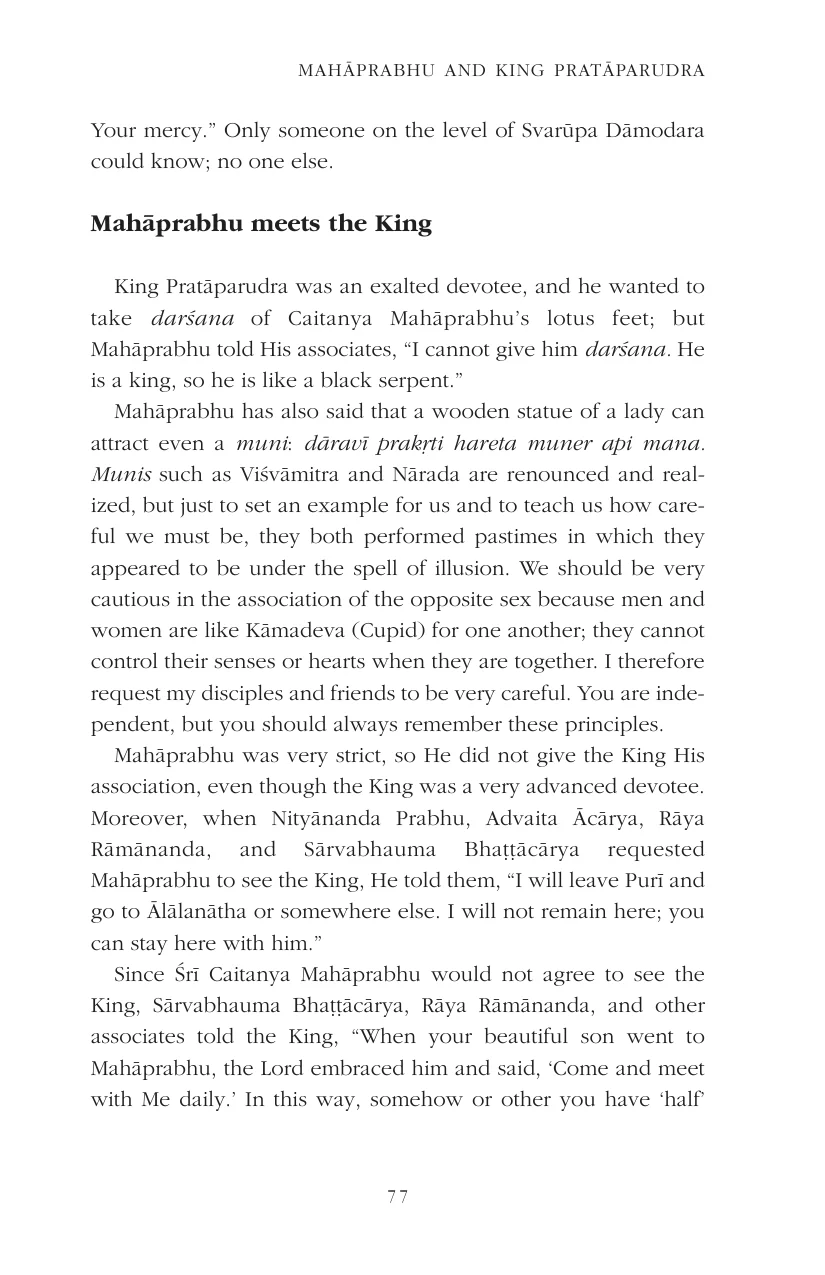 MAHĀPRABHU AND KING PRATĀPARUDRA
Your mercy.” Only someone on the level of Svarūpa Dāmodara
could know; no one else.
Mahāprabhu meets the King
King Pratāparudra was an exalted devotee, and he wanted to
take darśana of Caitanya Mahāprabhu’s lotus feet; but
Mahāprabhu told His associates, “I cannot give him darśana. He
is a king, so he is like a black serpent.”
Mahāprabhu has also said that a wooden statue of a lady can
attract even a muni: dāravī prakṛti hareta muner api mana.
Munis such as Viśvāmitra and Nārada are renounced and real-
ized, but just to set an example for us and to teach us how care-
ful we must be, they both performed pastimes in which they
appeared to be under the spell of illusion. We should be very
cautious in the association of the opposite sex because men and
women are like Kāmadeva (Cupid) for one another; they cannot
control their senses or hearts when they are together. I therefore
request my disciples and friends to be very careful. You are inde-
pendent, but you should always remember these principles.
Mahāprabhu was very strict, so He did not give the King His
association, even though the King was a very advanced devotee.
Moreover, when Nityānanda Prabhu, Advaita Ācārya, Rāya
Rāmānanda, and Sārvabhauma Bhaṭṭācārya requested
Mahāprabhu to see the King, He told them, “I will leave Purī and
go to Ālālanātha or somewhere else. I will not remain here; you
can stay here with him.”
Since Śrī Caitanya Mahāprabhu would not agree to see the
King, Sārvabhauma Bhaṭṭācārya, Rāya Rāmānanda, and other
associates told the King, “When your beautiful son went to
Mahāprabhu, the Lord embraced him and said, ‘Come and meet
with Me daily.’ In this way, somehow or other you have ‘half’
77